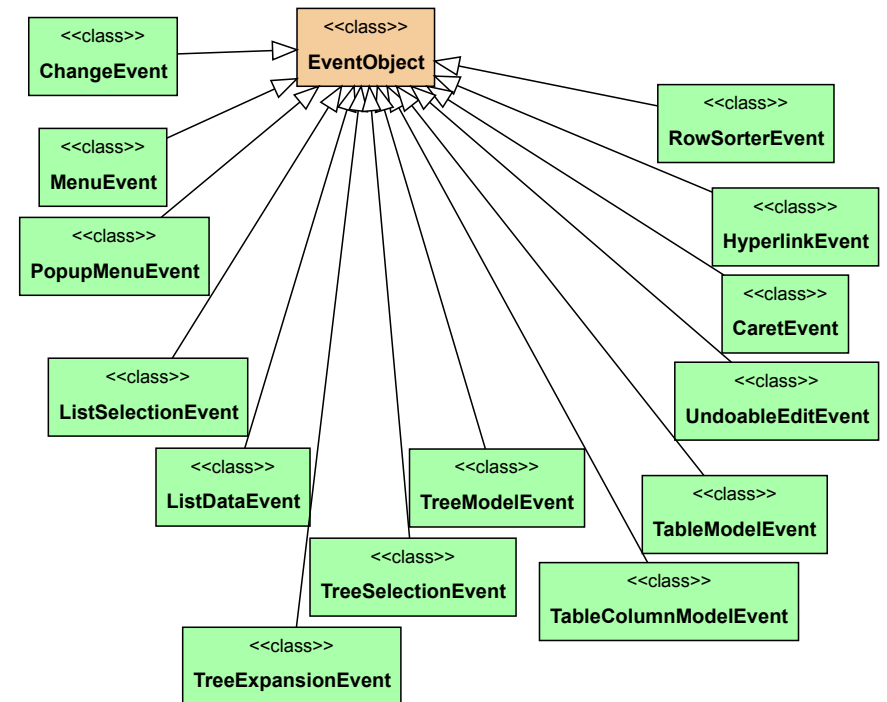 <<class>>
EventObject
<<class>>
ChangeEvent
<<class>>
RowSorterEvent
<<class>>
MenuEvent
<<class>>
HyperlinkEvent
<<class>>
PopupMenuEvent
<<class>>
CaretEvent
<<class>>
ListSelectionEvent
<<class>>
UndoableEditEvent
<<class>>
ListDataEvent
<<class>>
TreeModelEvent
<<class>>
TableModelEvent
<<class>>
TreeSelectionEvent
<<class>>
TableColumnModelEvent
<<class>>
TreeExpansionEvent